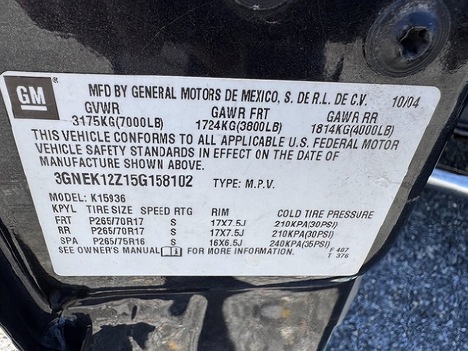 GM ® MFD BY GENERAL MOTORS DE MEXICO, S. DE R.L. DE C.V. 10/04
GVWR GAWR FRT GAWR RR
3175KG(7000LB) 1724KG(3800LB) 1814KG(4000LB)
THIS VEHICLE CONFORMS TO ALL APPLICABLE U.S. FEDERAL MOTOR
VEHICLE SAFETY STANDARDS IN EFFECT ON THE DATE OF
MANUFACTURE SHOWN ABOVE.
3GNEK12Z15G158102 TYPE: M.P.V.
MODEL: K15936
KPYL TIRE SIZE SPEED RTG RIM COLD TIRE PRESSURE
FRT P265/70R17 S 17X7.5J 210KPA(30PSI)
RR P265/70R17 S 17X7.5J 210KPA(30PSI)
SPA P265/75R16 S 16X6.5J 240KPA(35PSI)
SEE OWNER'S MANUAL FOR MORE INFORMATION. F 407
T 376